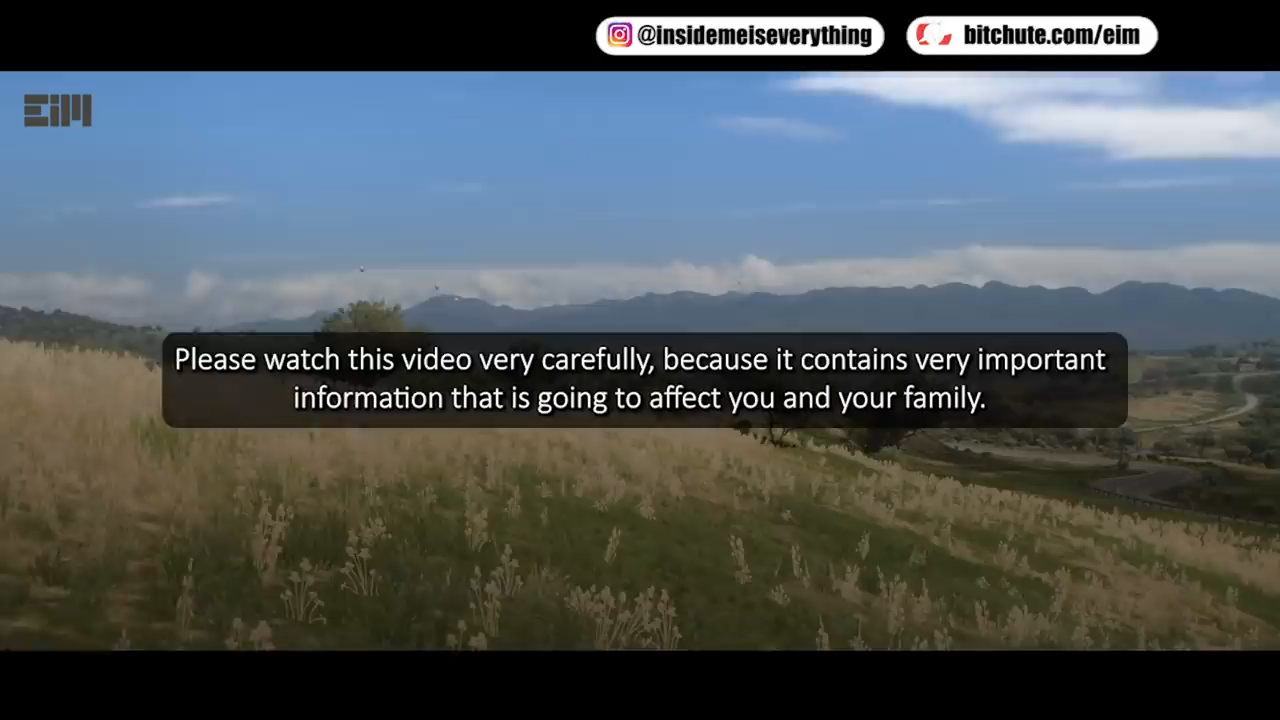 @insidemeiseverything
bitchute.com/eim
EIM
Please watch this video very carefully, because it contains very important
information that is going to affect you and your family.